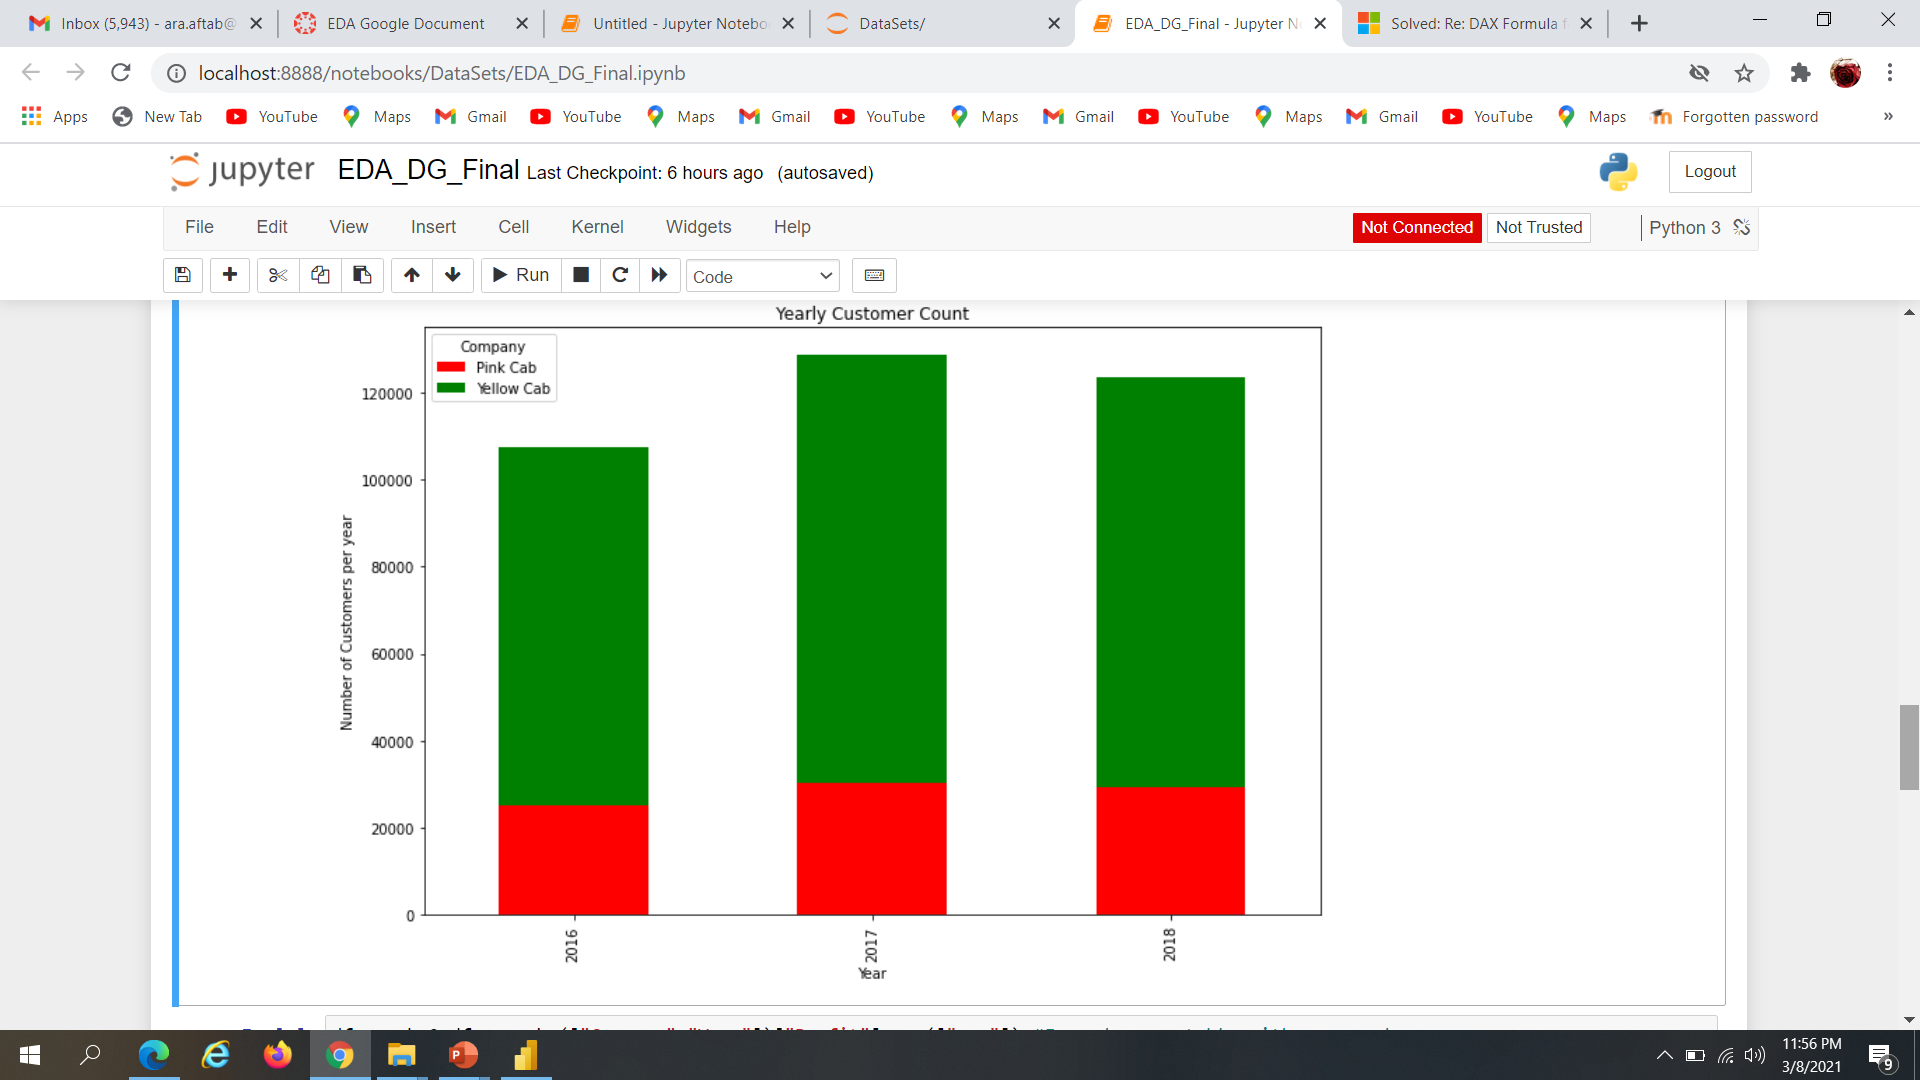 Inbox (5,943) - ara.aftab@
EDA Google Document
Untitled - Jupyter Notebo
DataSets/
EDA_DG_Final - Jupyter N
Solved: Re: DAX Formula f
localhost:8888/notebooks/DataSets/EDA_DG_Final.ipynb
Apps New Tab YouTube Maps Gmail YouTube Maps Gmail YouTube Maps Gmail YouTube Maps Gmail YouTube Maps Forgotten password »
jupyter EDA_DG_Final Last Checkpoint: 6 hours ago (autosaved)
Logout
File Edit View Insert Cell Kernel Widgets Help
Not Connected Not Trusted Python 3
Run Code
Yearly Customer Count
Company
Pink Cab
Yellow Cab
120000
100000
80000
60000
40000
20000
0
Number of Customers per year
2016
2017
2018
Year
11:56 PM
3/8/2021
9